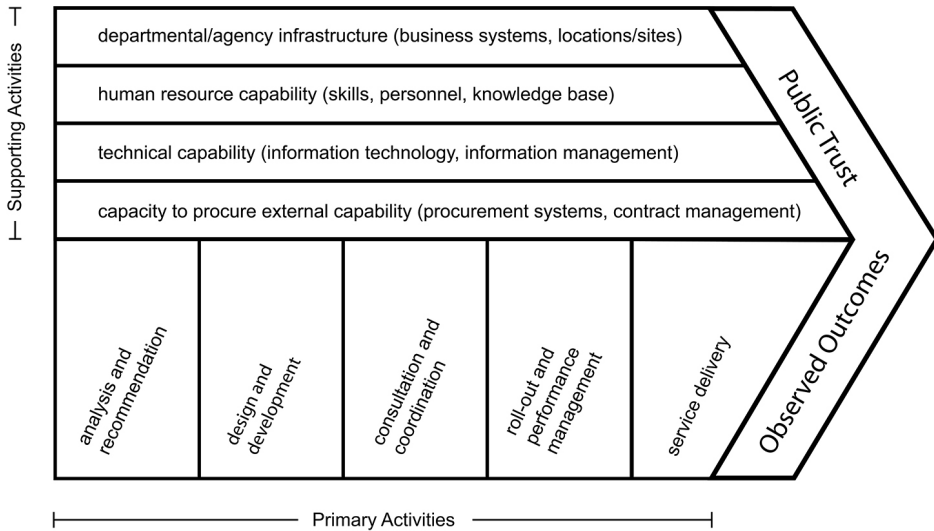 Supporting Activities
departmental/agency infrastructure (business systems, locations/sites)
human resource capability (skills, personnel, knowledge base)
technical capability (information technology, information management)
capacity to procure external capability (procurement systems, contract management)
Public Trust
analysis and
recommendation
design and
development
consultation and
coordination
roll-out and
performance
management
service delivery
Observed Outcomes
Primary Activities